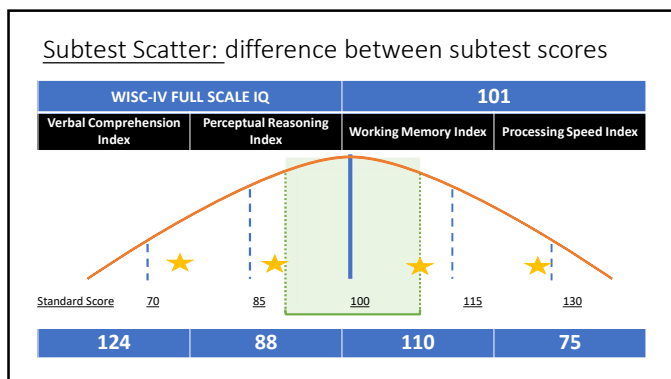 Subtest Scatter: difference between subtest scores
WISC-IV FULL SCALE IQ 101
Verbal Comprehension Index Perceptual Reasoning Index Working Memory Index Processing Speed Index
Standard Score 70 85 100 115 130
124 88 110 75